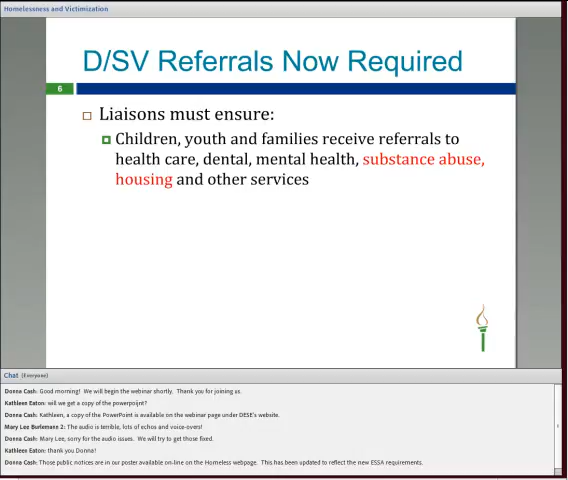 Homelessness and Victimization
D/SV Referrals Now Required
6
Liaisons must ensure:
Children, youth and families receive referrals to
health care, dental, mental health, substance abuse,
housing and other services
Chat (Everyone)
Donna Cash: Good morning! We will begin the webinar shortly. Thank you for joining us.
Kathleen Eaton: will we get a copy of the powerpoijnt?
Donna Cash: Kathleen, a copy of the PowerPoint is available on the webinar page under DESE's website.
Mary Lee Burlemann 2: The audio is terrible, lots of echos and voice-overs!
Donna Cash: Mary Lee, sorry for the audio issues. We will try to get those fixed.
Kathleen Eaton: thank you Donna!
Donna Cash: Those public notices are in our poster available on-line on the Homeless webpage. This has been updated to reflect the new ESSA requirements.